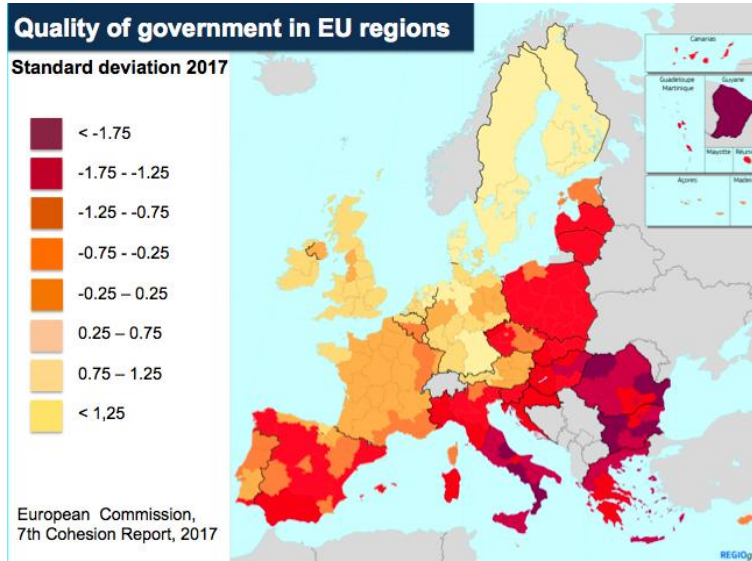 Quality of government in EU regions
Standard deviation 2017
< -1.75
-1.75 - -1.25
-1.25 - -0.75
-0.75 - -0.25
-0.25 – 0.25
0.25 – 0.75
0.75 – 1.25
< 1,25
European Commission,
7th Cohesion Report, 2017
Canarias
Guadeloupe
Martinique
Guyane
Mayotte
Açores
REGIO